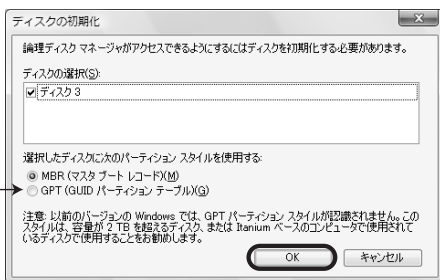 ディスクの初期化
論理ディスク マネージャがアクセスできるようにするにはディスクを初期化する必要があります。
ディスクの選択(S):
ディスク 3
選択したディスクに次のパーティション スタイルを使用する:
MBR (マスタ ブート レコード)(M)
GPT (GUID パーティション テーブル)(G)
注意: 以前のバージョンの Windows では、GPT パーティション スタイルが認識されません。この
スタイルは、容量が 2 TB を超えるディスク、または Itanium ベースのコンピュータで使用されて
いるディスクで使用することをお勧めします。
OK
キャンセル